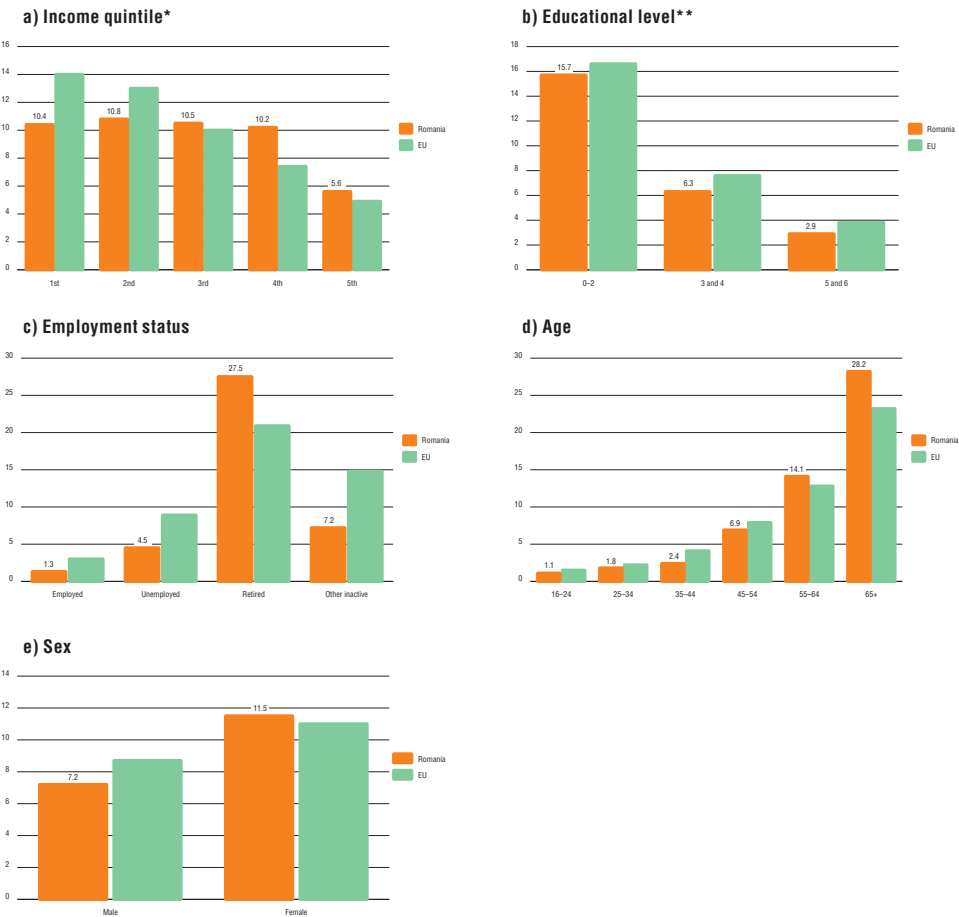 a) Income quintile*
16
14
12
10
8
6
4
2
0
10.4
10.8
10.5
10.2
5.6
1st
2nd
3rd
4th
5th
Romania
EU
b) Educational level**
18
16
14
12
10
8
6
4
2
0
15.7
6.3
2.9
0–2
3 and 4
5 and 6
Romania
EU
c) Employment status
30
25
20
15
10
5
0
1.3
4.5
27.5
7.2
Employed
Unemployed
Retired
Other inactive
Romania
EU
d) Age
30
25
20
15
10
5
0
1.1
1.8
2.4
6.9
14.1
28.2
16–24
25–34
35–44
45–54
55–64
65+
Romania
EU
e) Sex
14
12
10
8
6
4
2
0
7.2
11.5
Male
Female
Romania
EU